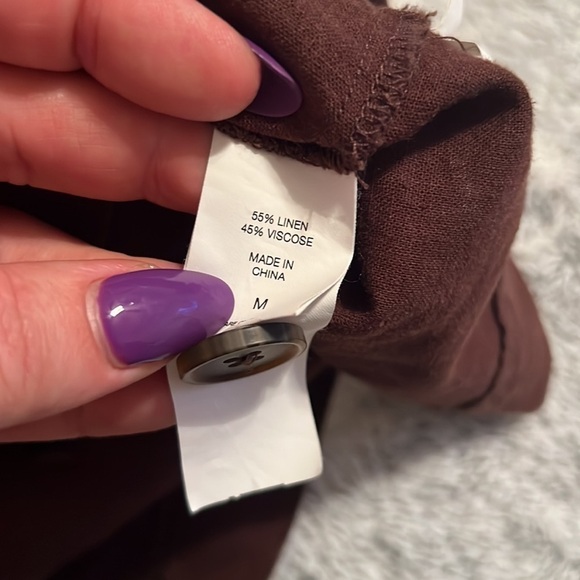 55% LINEN
45% VISCOSE
MADE IN
CHINA
M